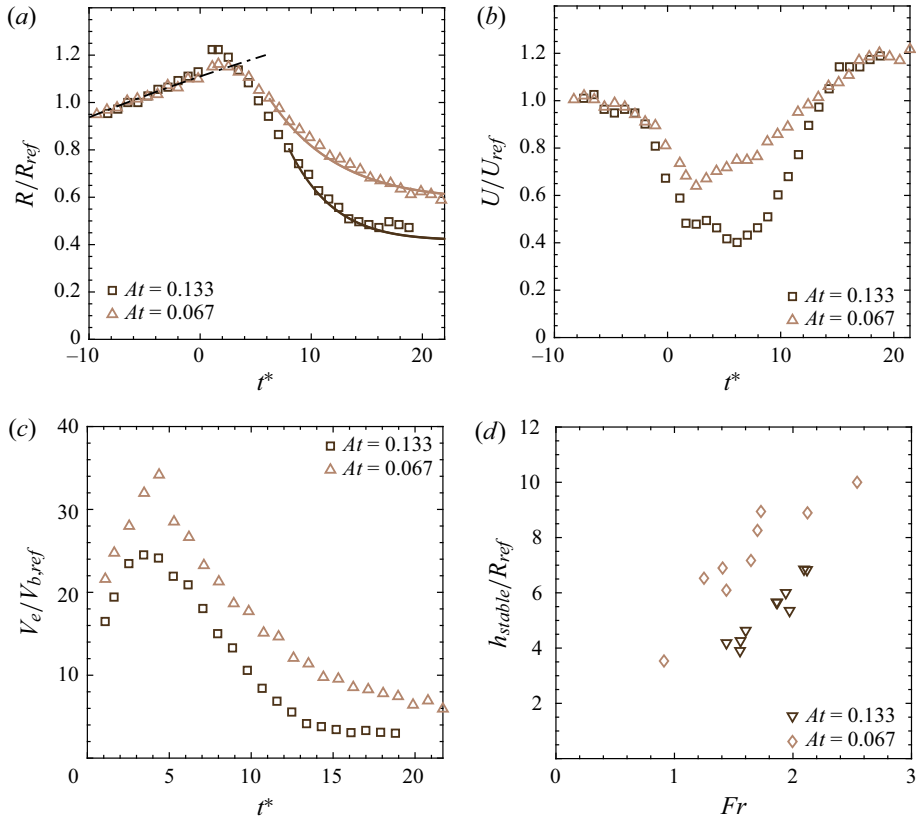 (a)
1.2
1.0
0.8
0.6
0.4
0.2
0
R/R_ref
At = 0.133
At = 0.067
–10
0
10
20
t*
(b)
1.2
1.0
0.8
0.6
0.4
0.2
0
U/U_ref
At = 0.133
At = 0.067
–10
0
10
20
t*
(c)
40
30
20
10
V_e/V_b,ref
At = 0.133
At = 0.067
0
5
10
15
20
t*
(d)
12
10
8
6
4
2
h_stable/R_ref
At = 0.133
At = 0.067
0
1
2
3
Fr